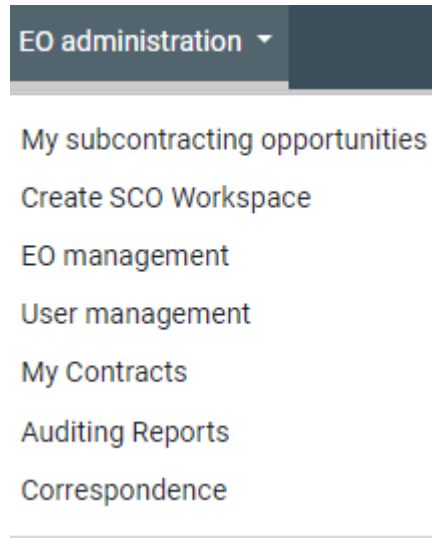 EO administration
My subcontracting opportunities
Create SCO Workspace
EO management
User management
My Contracts
Auditing Reports
Correspondence